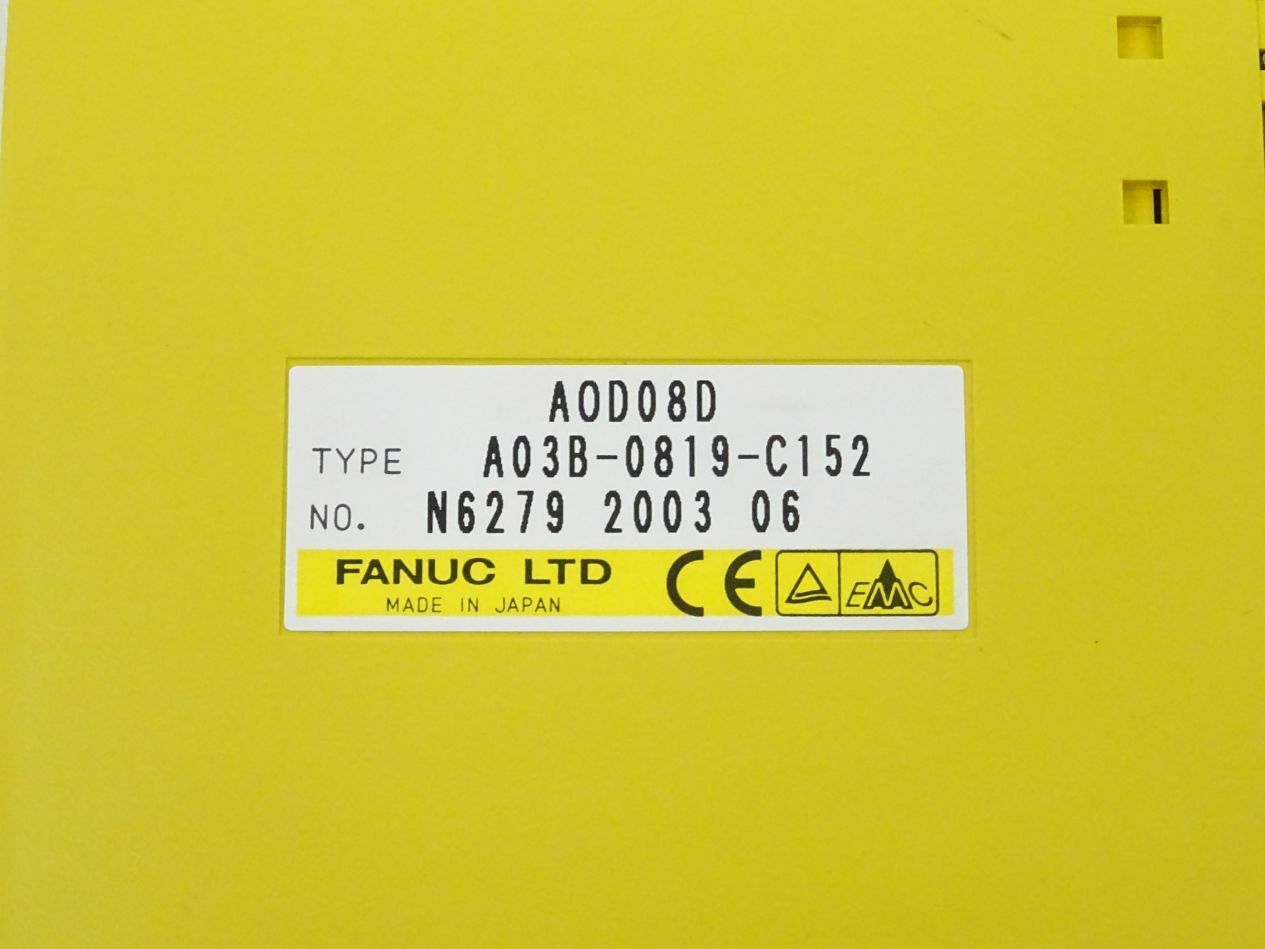 AOD08D
TYPE A03B-0819-C152
NO. N6279 2003 06
FANUC LTD CE
MADE IN JAPAN EMC